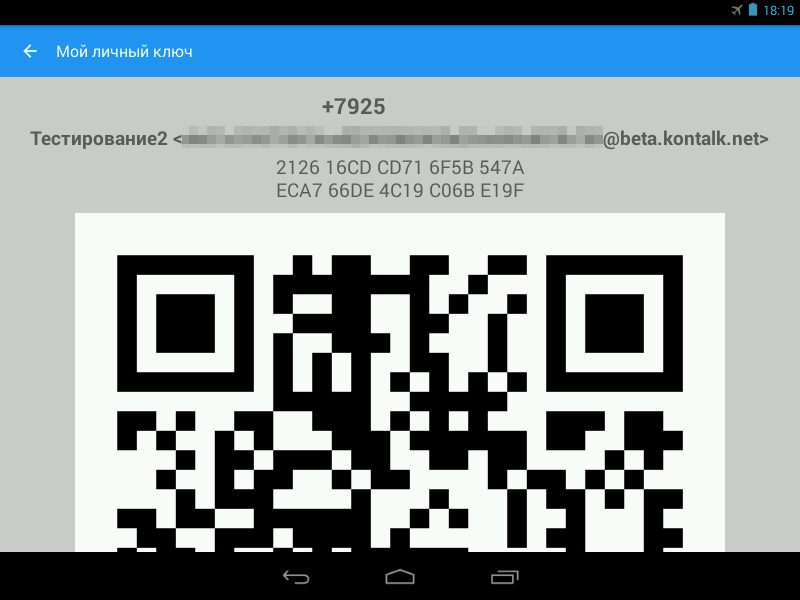 18:19
Мой личный ключ
+7925
Тестирование2 <@beta.kontalk.net>
2126 16CD CD71 6F5B 547A
ECA7 66DE 4C19 C06B E19F